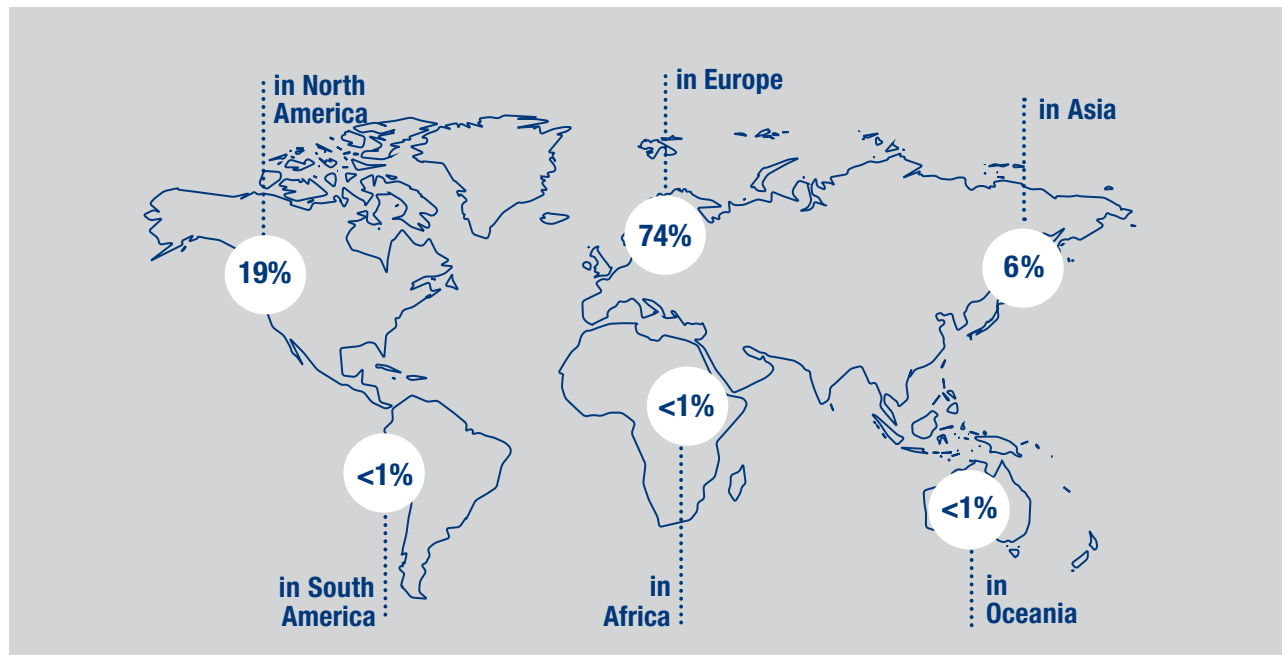 in North
America
19%
in Europe
74%
in Asia
6%
<1%
in South
America
<1%
in
Africa
<1%
in
Oceania